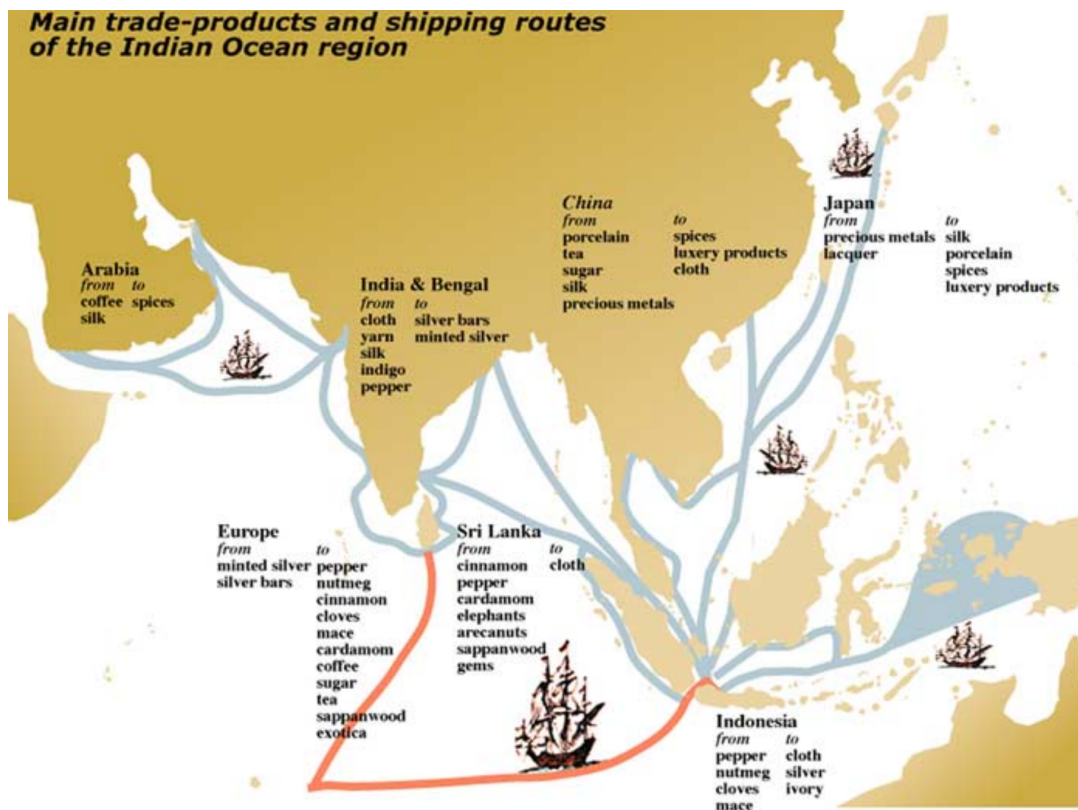 Main trade-products and shipping routes
of the Indian Ocean region
China
from to
porcelain spices
tea luxery products
sugar cloth
silk
precious metals
Japan
from to
precious metals silk
lacquer porcelain
spices
luxery products
Arabia
from to
coffee spices
silk
India & Bengal
from to
cloth silver bars
yarn minted silver
silk
indigo
pepper
Europe
from to
minted silver pepper
silver bars nutmeg
cinnamon
cloves
mace
cardamom
coffee
sugar
tea
sappanwood
exotica
Sri Lanka
from to
cinnamon cloth
pepper
cardamom
elephants
arecanuts
sappanwood
gems
Indonesia
from to
pepper cloth
nutmeg silver
cloves ivory
mace